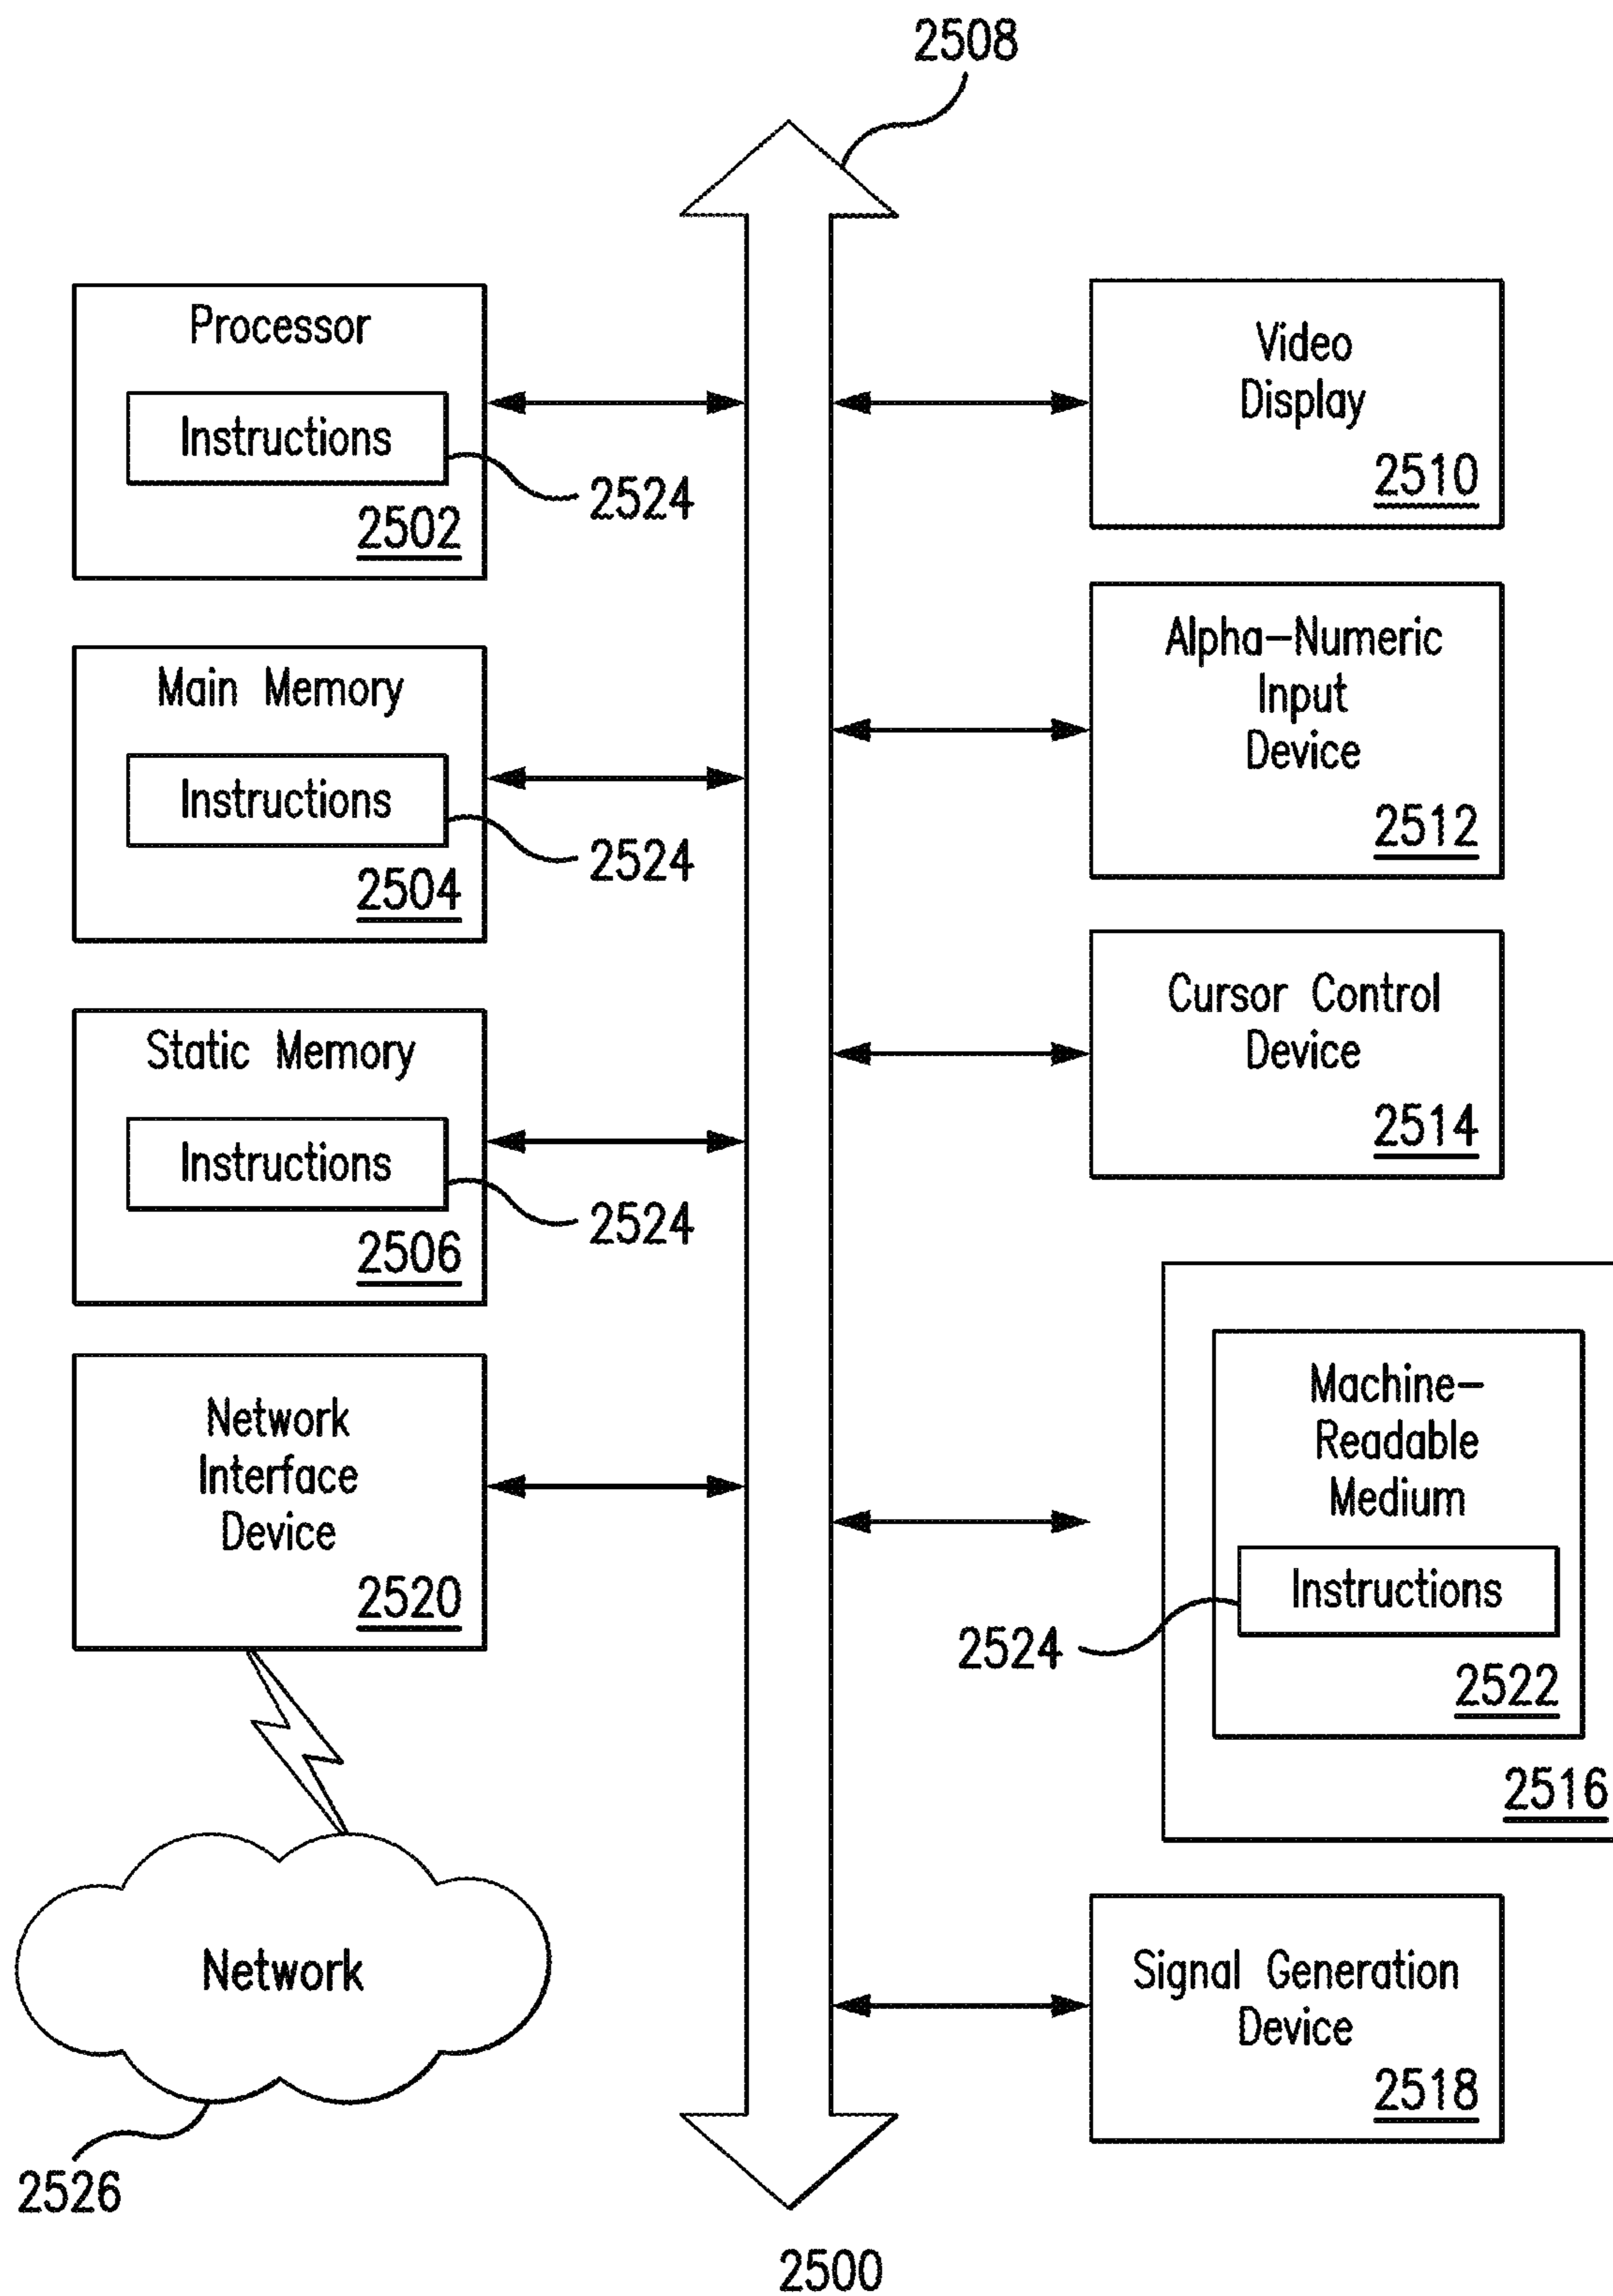 2508
Processor
Instructions
2524
2502
Main Memory
Instructions
2524
2504
Static Memory
Instructions
2524
2506
Network
Interface
Device
2520
Network
2526
Video
Display
2510
Alpha-Numeric
Input
Device
2512
Cursor Control
Device
2514
Machine-
Readable
Medium
Instructions
2524
2522
2516
Signal Generation
Device
2518
2500